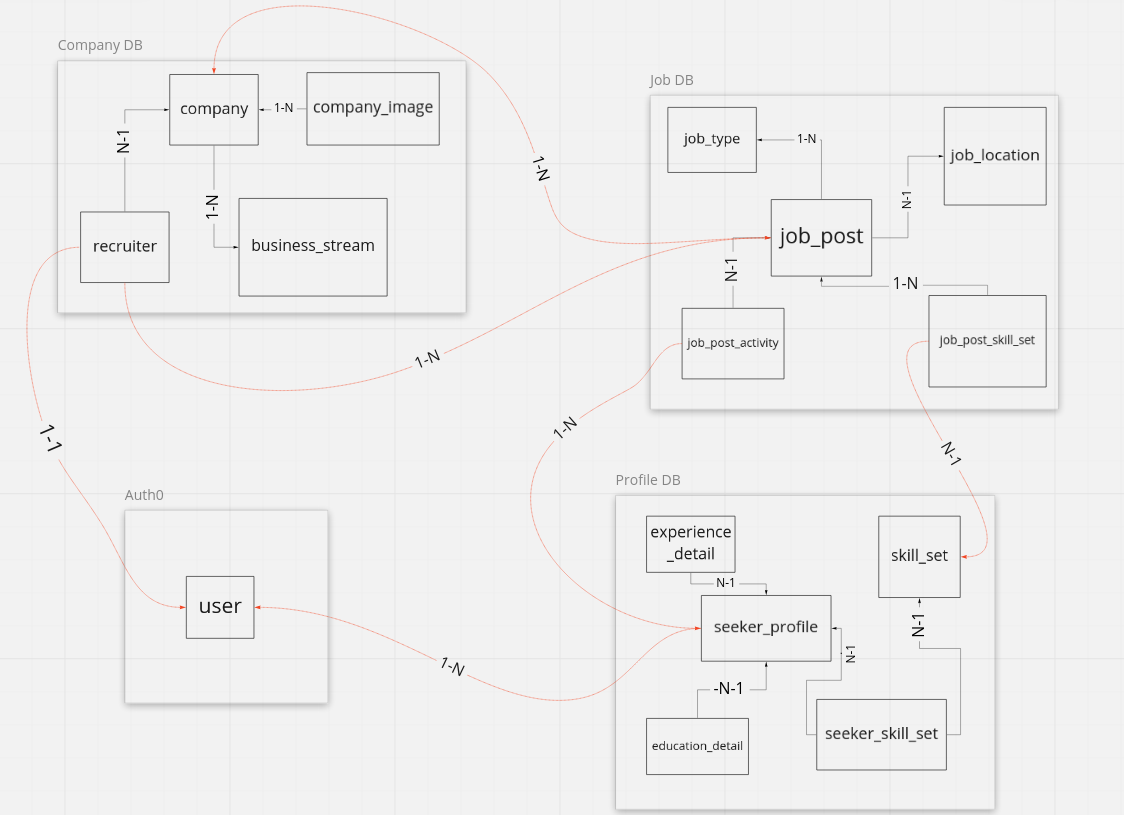 Company DB
company
1-N
company_image
N-1
1-N
recruiter
business_stream
1-N
1-N
1-1
Job DB
job_type
1-N
job_location
N-1
job_post
N-1
1-N
job_post_activity
job_post_skill_set
1-N
N-1
Auth0
user
1-N
Profile DB
experience
_detail
skill_set
N-1
seeker_profile
N-1
N-1
-N-1
education_detail
seeker_skill_set